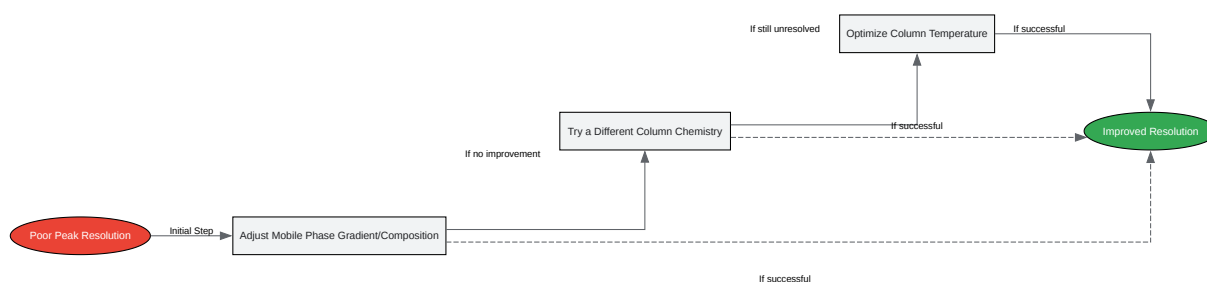 If still unresolved
Optimize Column Temperature
If successful
Try a Different Column Chemistry
If successful
Improved Resolution
If no improvement
Poor Peak Resolution
Initial Step
Adjust Mobile Phase Gradient/Composition
If successful